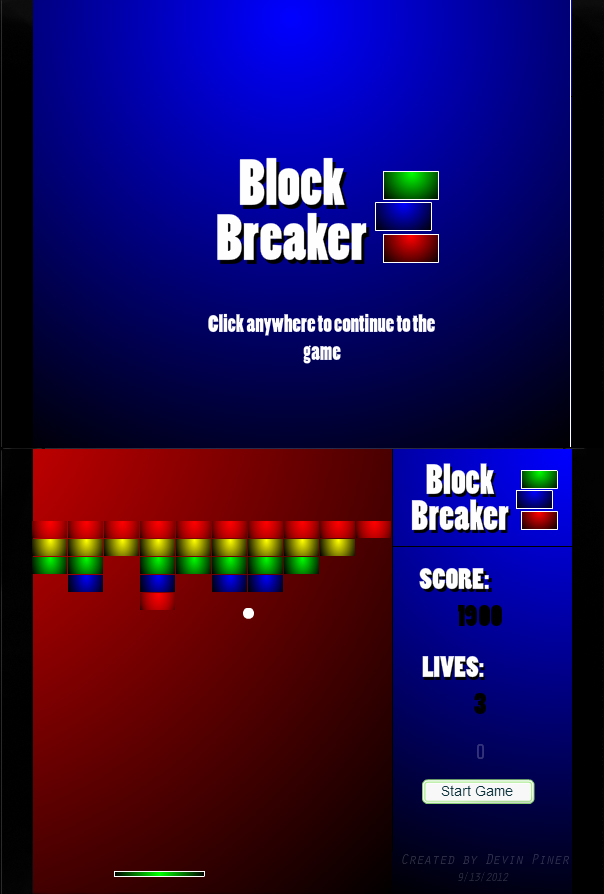 Block
Breaker
Click anywhere to continue to the
game
Block
Breaker
SCORE:
1900
LIVES:
3
0
Start Game
Created by Devin Piner
9/13/2012